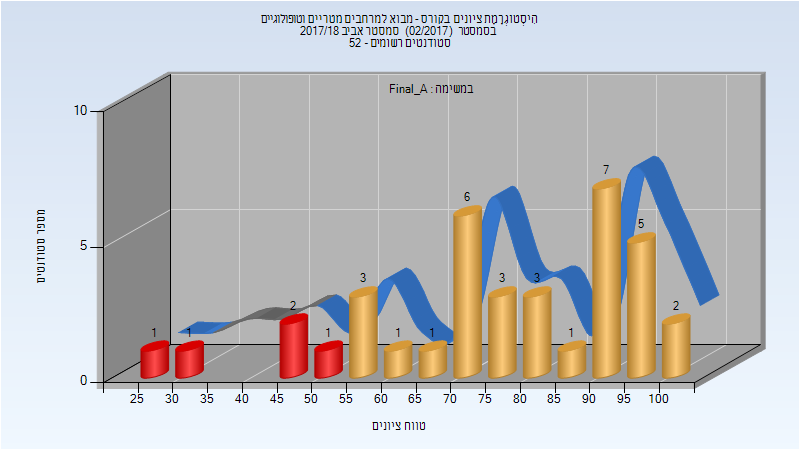 היסטוגרמת ציונים בקורס - מבוא למרחבים מטריים וטופולוגיים
בסמסטר (02/2017) סמסטר אביב 2017/18
סטודנטים רשומים - 52
במשימה : Final_A
מספר סטודנטים
10
5
0
1
1
2
1
3
1
1
6
3
3
1
7
5
2
25 30 35 40 45 50 55 60 65 70 75 80 85 90 95 100
טווח ציונים